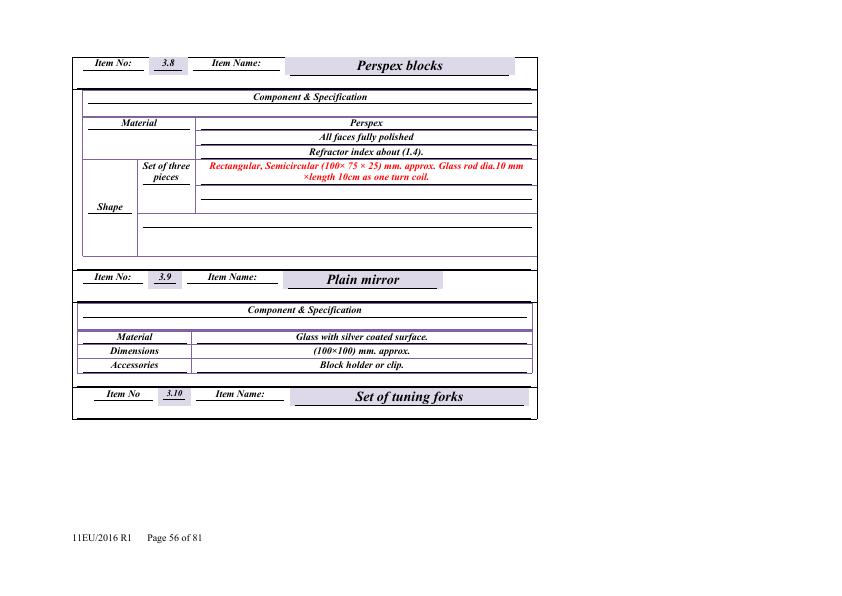 Item No: 3.8 Item Name: Perspex blocks
Component & Specification
Material Perspex
All faces fully polished
Refractor index about (1.4).
Shape Set of three pieces Rectangular, Semicircular (100× 75 × 25) mm. approx. Glass rod dia.10 mm
×length 10cm as one turn coil.
Item No: 3.9 Item Name: Plain mirror
Component & Specification
Material Glass with silver coated surface.
Dimensions (100×100) mm. approx.
Accessories Block holder or clip.
Item No 3.10 Item Name: Set of tuning forks
11EU/2016 R1 Page 56 of 81